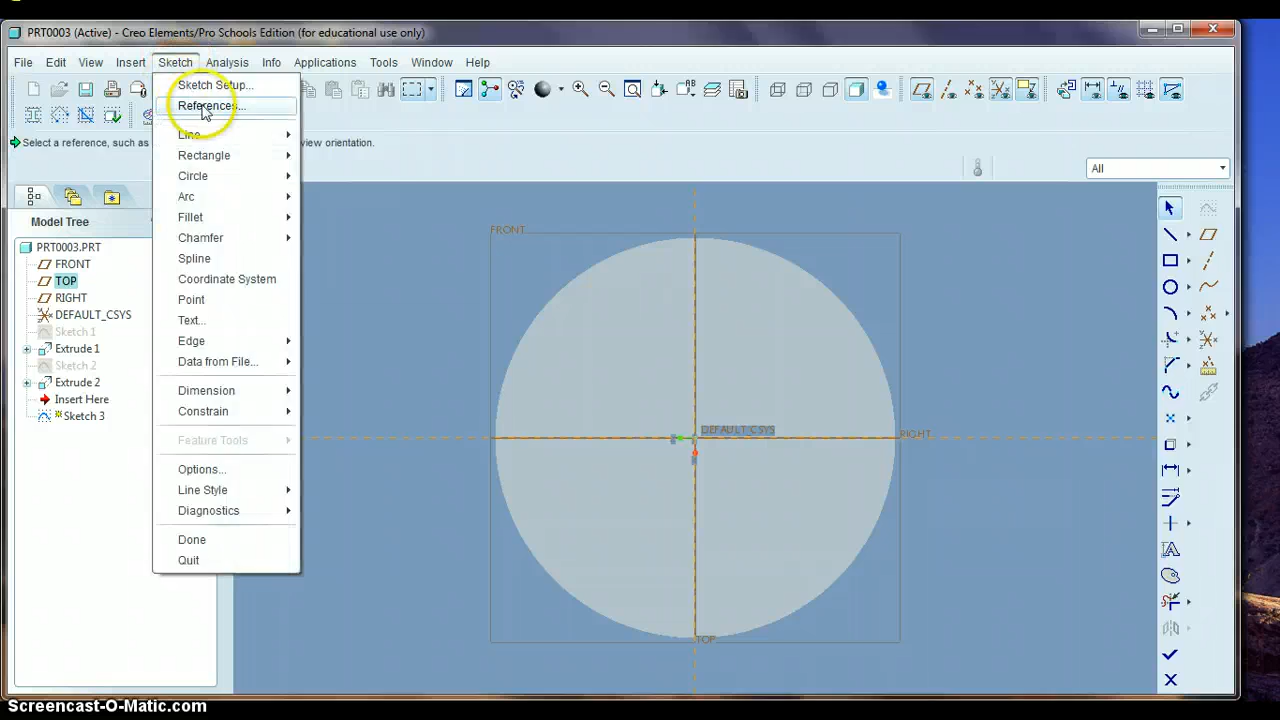 PRT0003 (Active) - Creo Elements/Pro Schools Edition (for educational use only)
File Edit View Insert Sketch Analysis Info Applications Tools Window Help
Sketch Setup...
References...
Select a reference, such as
view orientation.
Line
Rectangle
Circle
Arc
Fillet
Chamfer
Spline
Coordinate System
Point
Text...
Edge
Data from File...
Dimension
Constrain
Feature Tools
Options...
Line Style
Diagnostics
Done
Quit
All
Model Tree
PRT0003.PRT
FRONT
TOP
RIGHT
DEFAULT_CSYS
Sketch 1
Extrude 1
Sketch 2
Extrude 2
Insert Here
Sketch 3
FRONT
DEFAULT_CSYS
RIGHT
TOP
Screencast-O-Matic.com